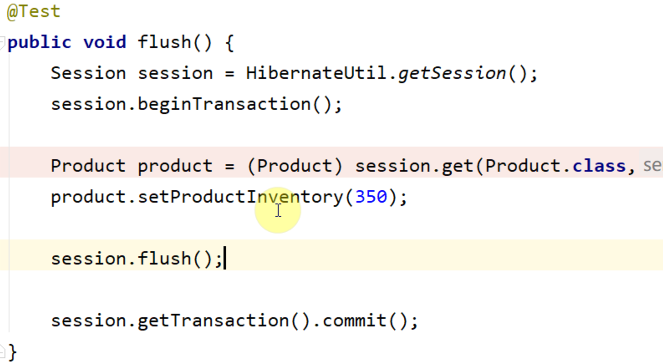 @Test
public void flush() {
Session session = HibernateUtil.getSession();
session.beginTransaction();
Product product = (Product) session.get(Product.class, se
product.setProductInventory(350);
session.flush();
session.getTransaction().commit();
}